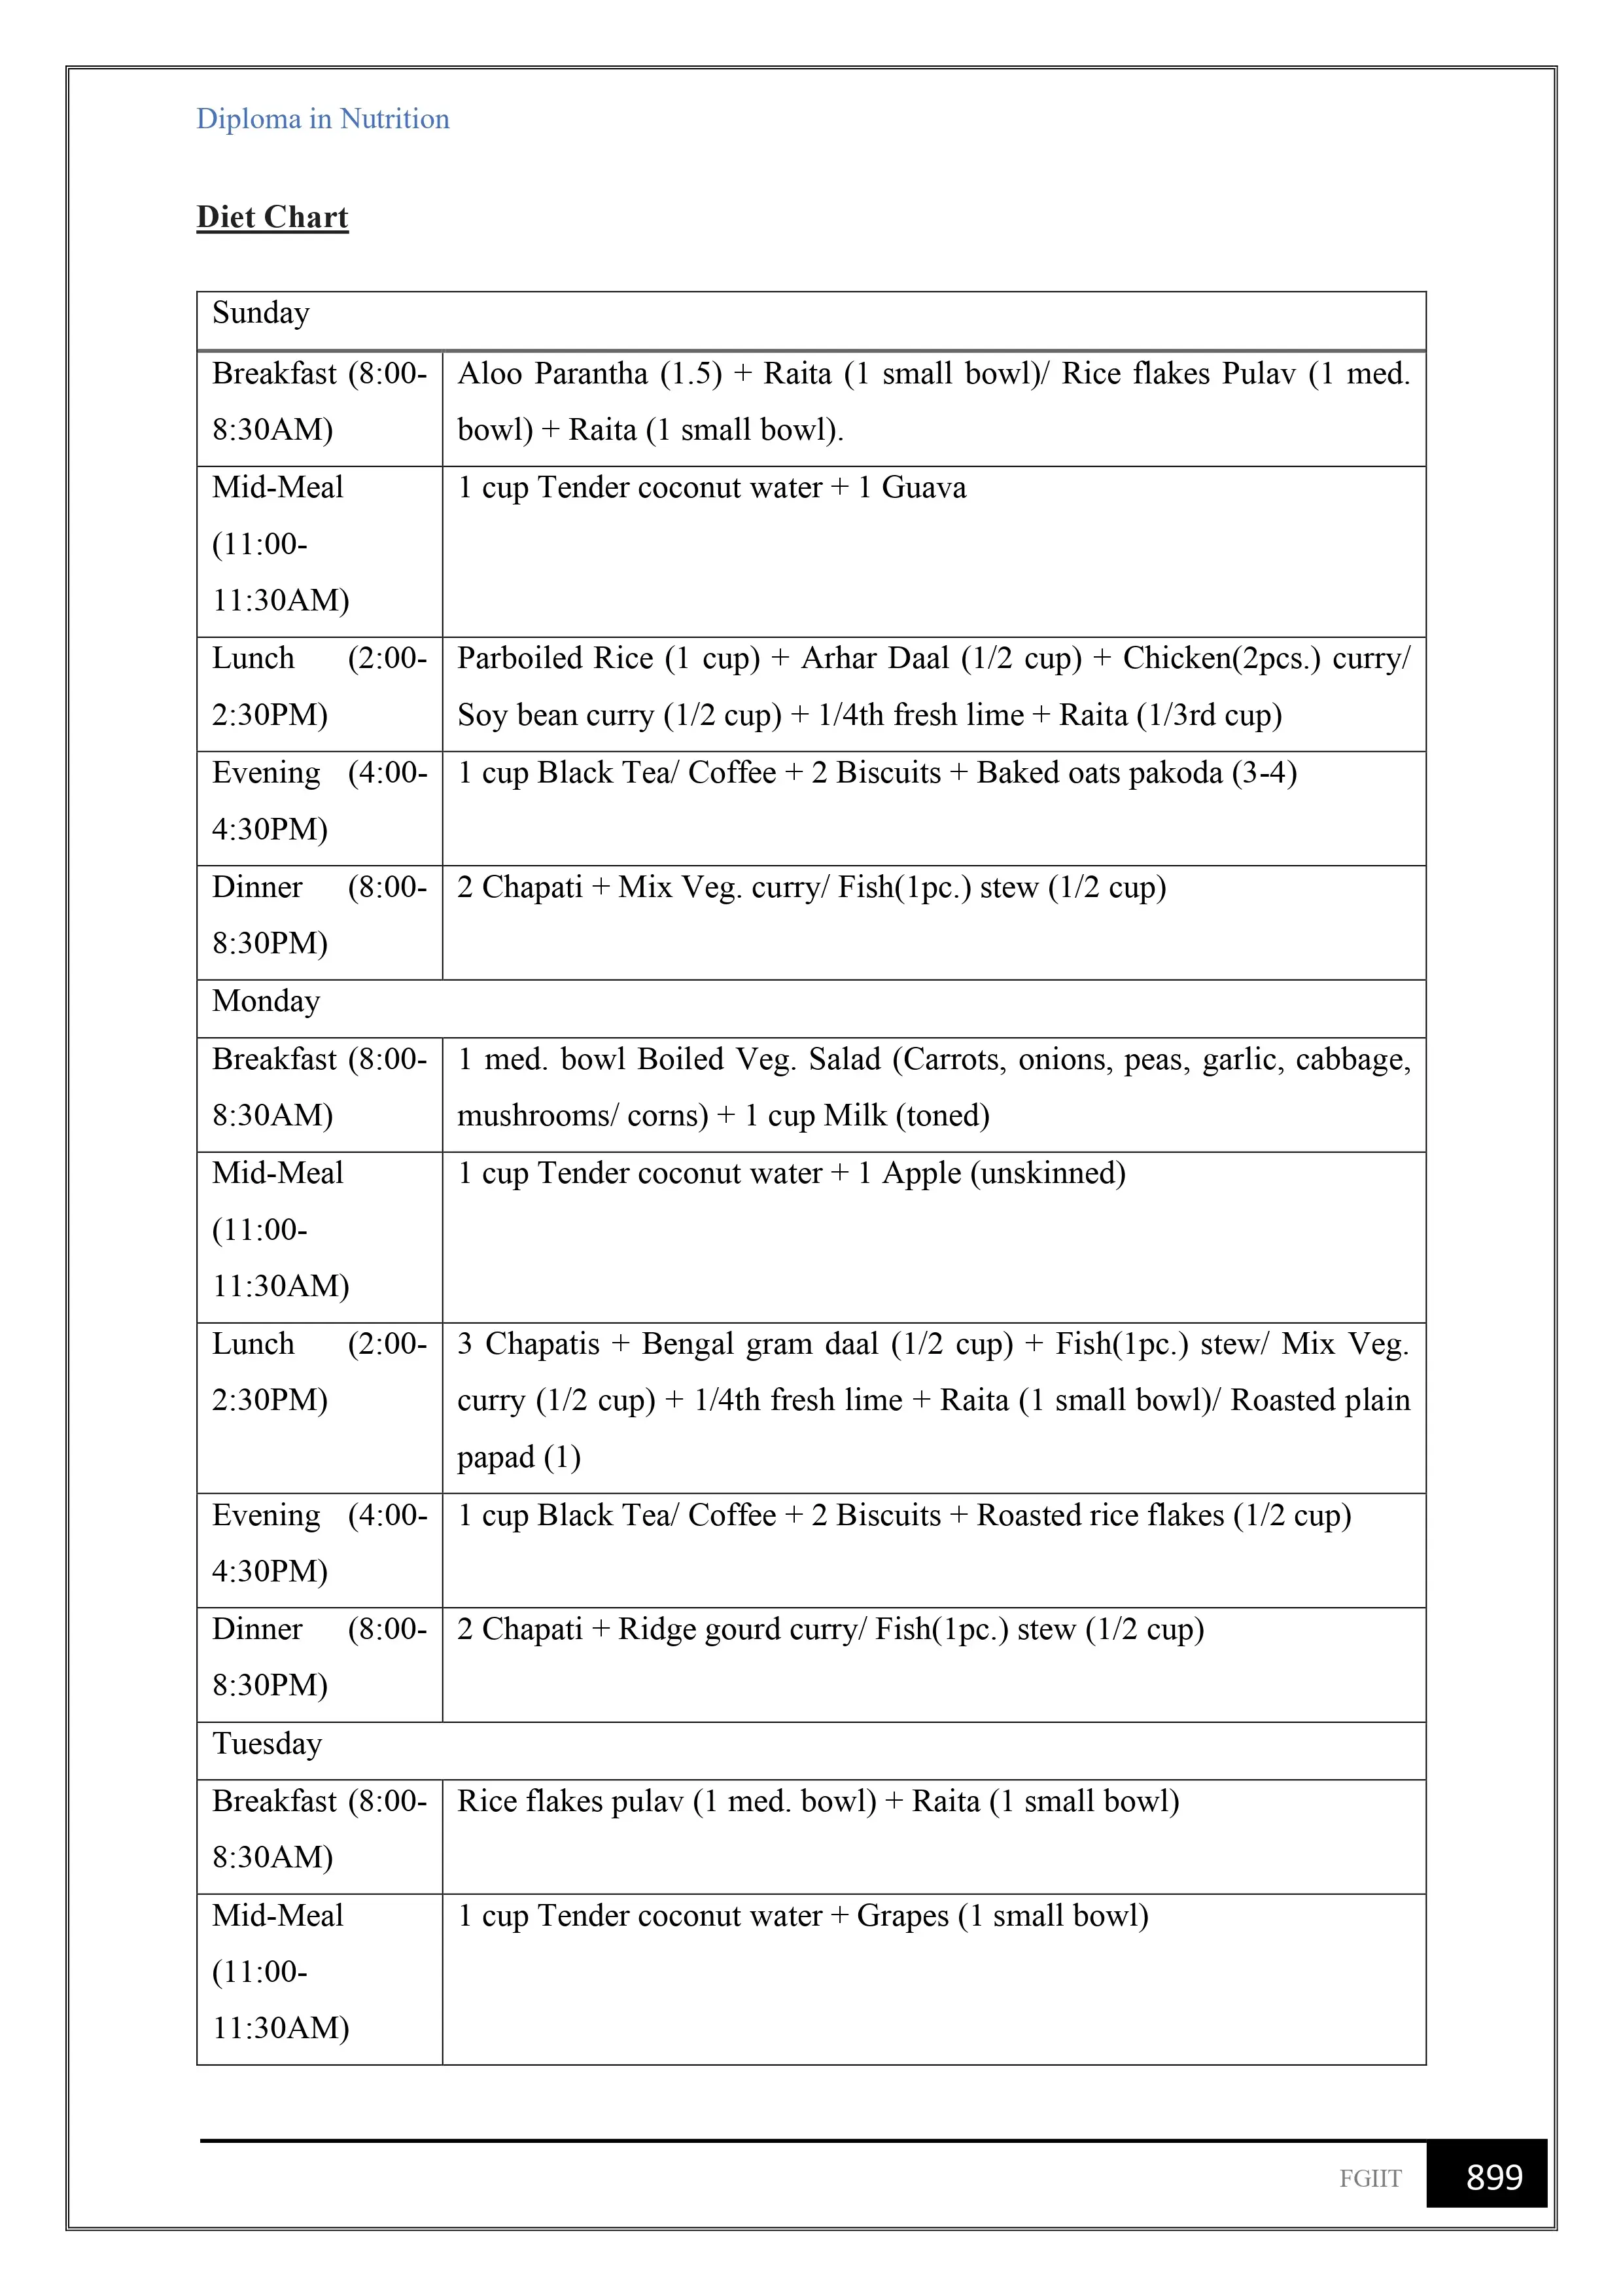 Diploma in Nutrition
Diet Chart
Sunday
Breakfast (8:00-
8:30AM)
Aloo Parantha (1.5) + Raita (1 small bowl)/ Rice flakes Pulav (1 med.
bowl) + Raita (1 small bowl).
Mid-Meal
(11:00-
11:30AM)
1 cup Tender coconut water + 1 Guava
Lunch (2:00-
2:30PM)
Parboiled Rice (1 cup) + Arhar Daal (1/2 cup) + Chicken(2pcs.) curry/
Soy bean curry (1/2 cup) + 1/4th fresh lime + Raita (1/3rd cup)
Evening (4:00-
4:30PM)
1 cup Black Tea/ Coffee + 2 Biscuits + Baked oats pakoda (3-4)
Dinner (8:00-
8:30PM)
2 Chapati + Mix Veg. curry/ Fish(1pc.) stew (1/2 cup)
Monday
Breakfast (8:00-
8:30AM)
1 med. bowl Boiled Veg. Salad (Carrots, onions, peas, garlic, cabbage,
mushrooms/ corns) + 1 cup Milk (toned)
Mid-Meal
(11:00-
11:30AM)
1 cup Tender coconut water + 1 Apple (unskinned)
Lunch (2:00-
2:30PM)
3 Chapatis + Bengal gram daal (1/2 cup) + Fish(1pc.) stew/ Mix Veg.
curry (1/2 cup) + 1/4th fresh lime + Raita (1 small bowl)/ Roasted plain
papad (1)
Evening (4:00-
4:30PM)
1 cup Black Tea/ Coffee + 2 Biscuits + Roasted rice flakes (1/2 cup)
Dinner (8:00-
8:30PM)
2 Chapati + Ridge gourd curry/ Fish(1pc.) stew (1/2 cup)
Tuesday
Breakfast (8:00-
8:30AM)
Rice flakes pulav (1 med. bowl) + Raita (1 small bowl)
Mid-Meal
(11:00-
11:30AM)
1 cup Tender coconut water + Grapes (1 small bowl)
FGIIT 899